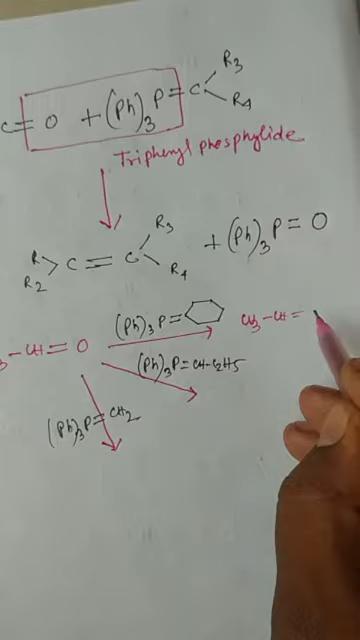 C=O + (Ph)3P=C
R3
R4
Triphenyl phosphylide
R
R2
C=C
R3
R4
+ (Ph)3P=O
3-CH=O
(Ph)3P=
CH3-CH=
(Ph)3P=CH-C2H5
(Ph)3P=CH2